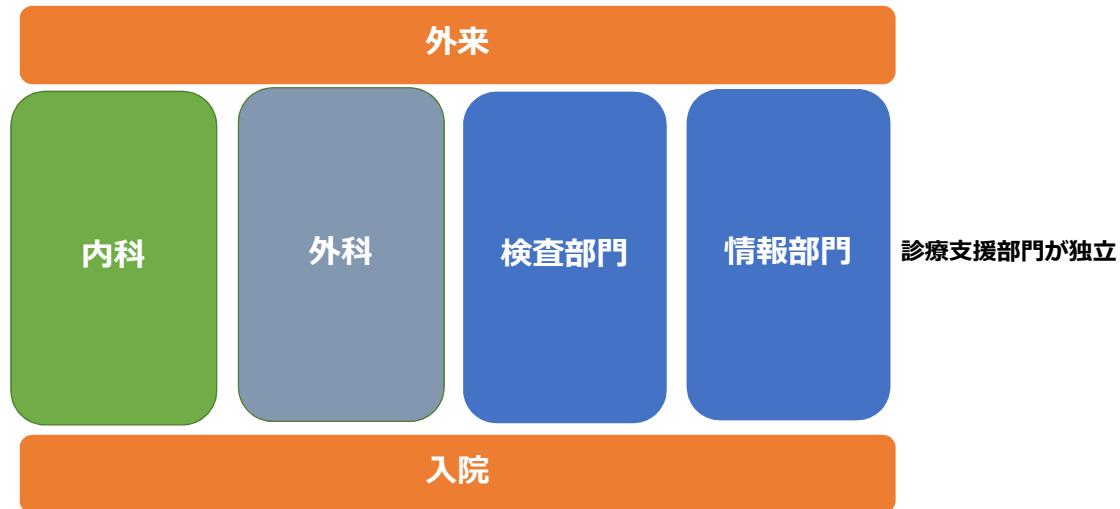 外来
内科
外科
検査部門
情報部門
診療支援部門が独立
入院